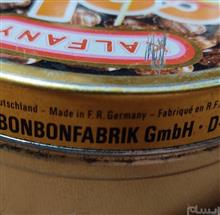 ALFANY
utschland - Made in F. R. Germany - Fabriqué en R.F.
BONBONFABRIK GmbH · D-